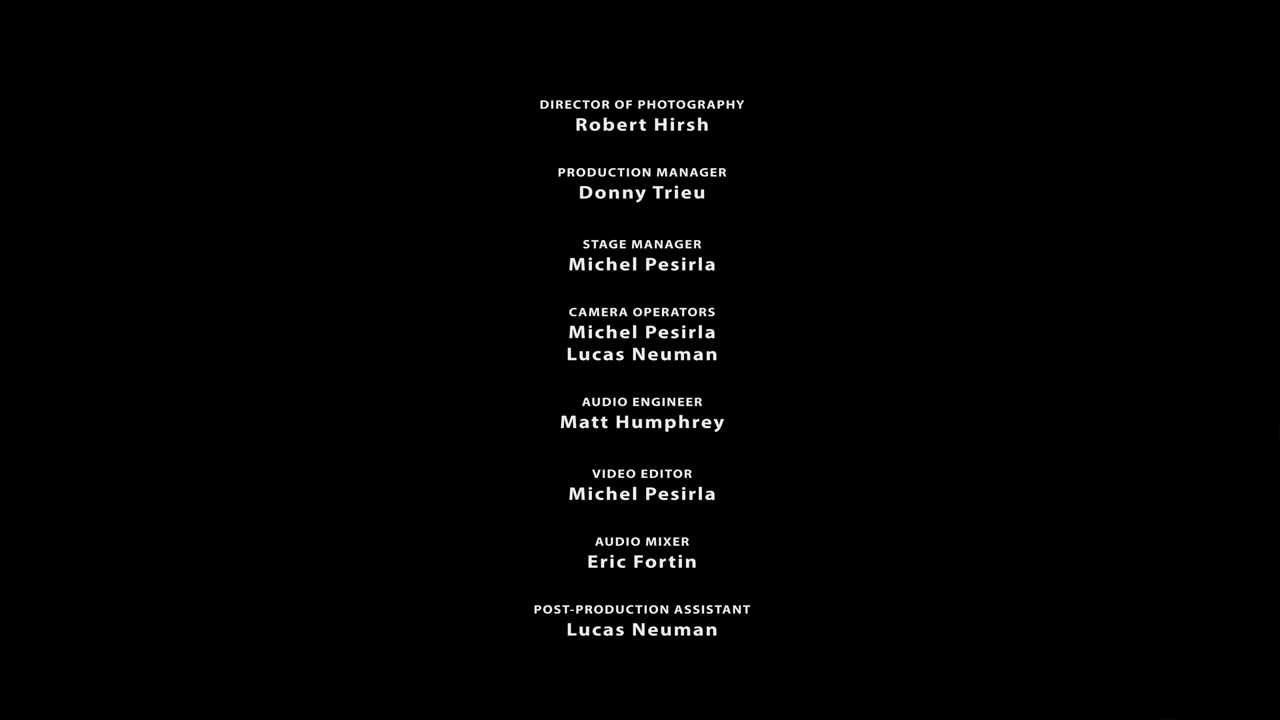 DIRECTOR OF PHOTOGRAPHY
Robert Hirsh
PRODUCTION MANAGER
Donny Trieu
STAGE MANAGER
Michel Pesirla
CAMERA OPERATORS
Michel Pesirla
Lucas Neuman
AUDIO ENGINEER
Matt Humphrey
VIDEO EDITOR
Michel Pesirla
AUDIO MIXER
Eric Fortin
POST-PRODUCTION ASSISTANT
Lucas Neuman